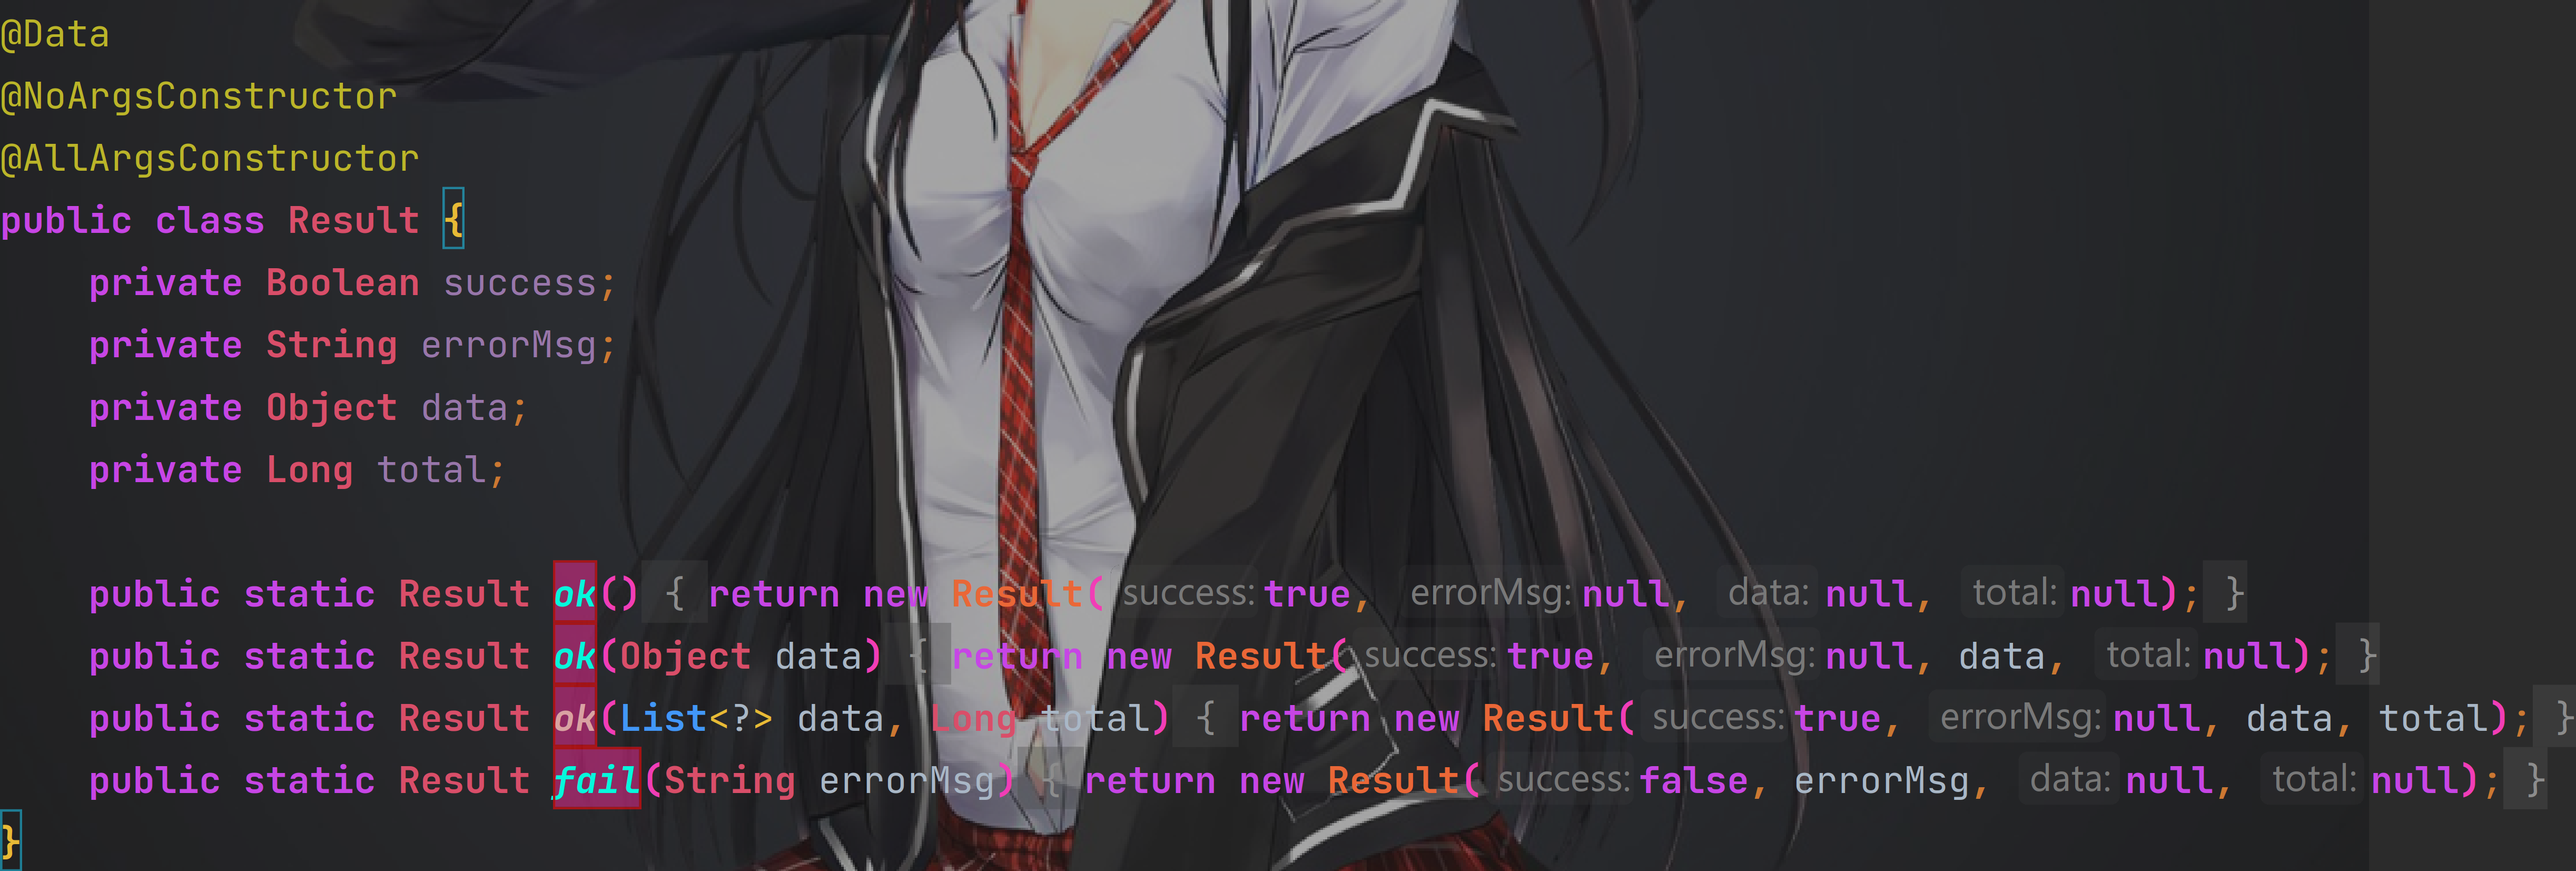 @Data
@NoArgsConstructor
@AllArgsConstructor
public class Result {
    private Boolean success;
    private String errorMsg;
    private Object data;
    private Long total;

    public static Result ok() { return new Result( success: true, errorMsg: null, data: null, total: null); }
    public static Result ok(Object data) { return new Result( success: true, errorMsg: null, data, total: null); }
    public static Result ok(List<?> data, Long total) { return new Result( success: true, errorMsg: null, data, total); }
    public static Result fail(String errorMsg) { return new Result( success: false, errorMsg, data: null, total: null); }
}